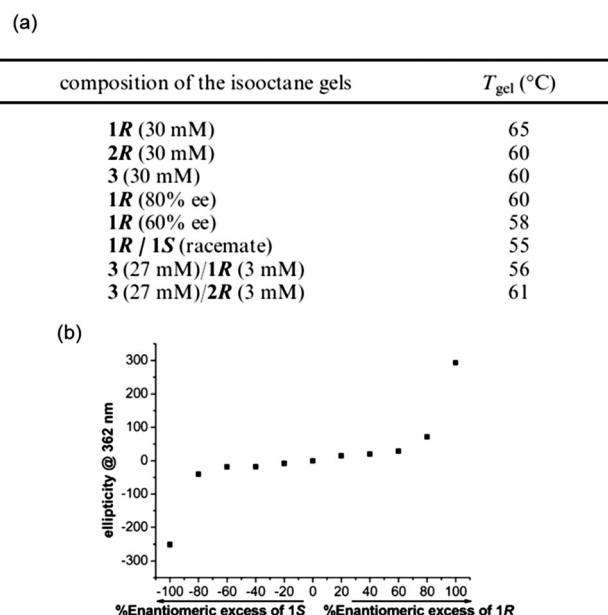 (a)
composition of the isooctane gels T_gel (°C)
1R (30 mM) 65
2R (30 mM) 60
3 (30 mM) 60
1R (80% ee) 60
1R (60% ee) 58
1R / 1S (racemate) 55
3 (27 mM)/1R (3 mM) 56
3 (27 mM)/2R (3 mM) 61
(b)
ellipticity @ 362 nm
300
200
100
0
-100
-200
-300
-100 -80 -60 -40 -20 0 20 40 60 80 100
%Enantiomeric excess of 1S %Enantiomeric excess of 1R